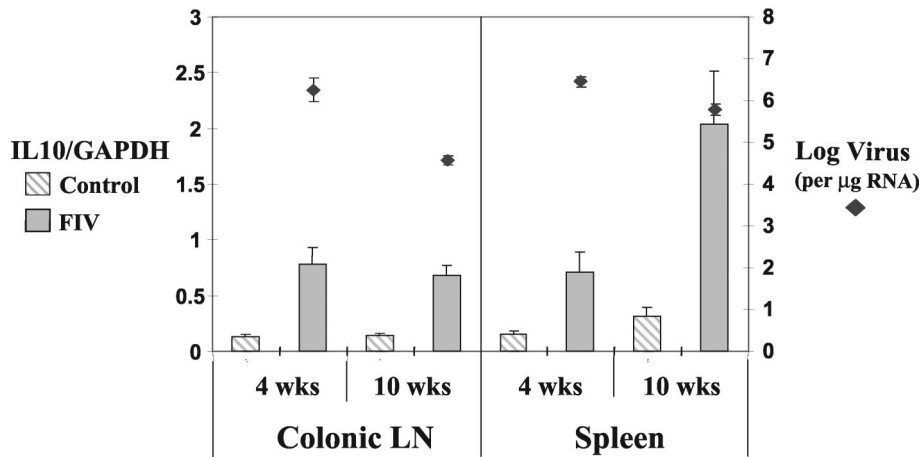 3
2.5
2
1.5
1
0.5
0
8
7
6
5
4
3
2
1
0
IL10/GAPDH
Control
FIV
Log Virus
(per μg RNA)
4 wks
10 wks
4 wks
10 wks
Colonic LN
Spleen